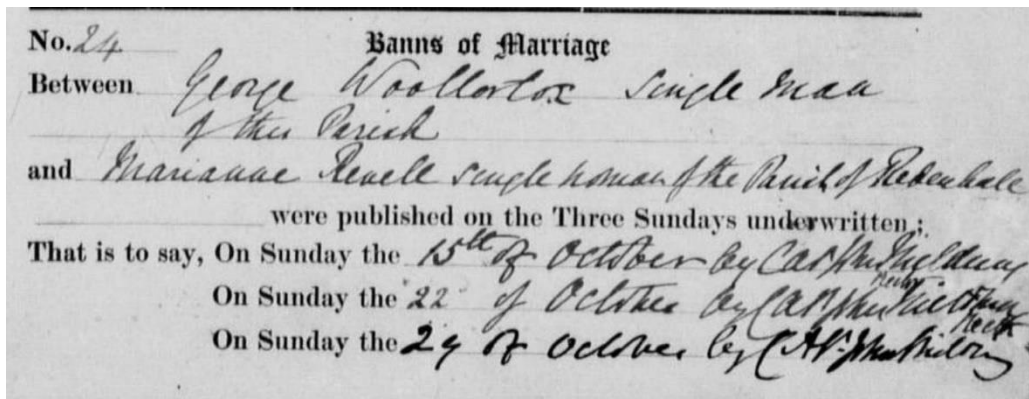 No. 24 Banns of Marriage
Between George Woollorton single man
of this Parish
and Marianne Revell single woman of the Parish of Redenhall
were published on the Three Sundays underwritten;
That is to say, On Sunday the 15th of October by
On Sunday the 22 of October by
On Sunday the 29 of October by